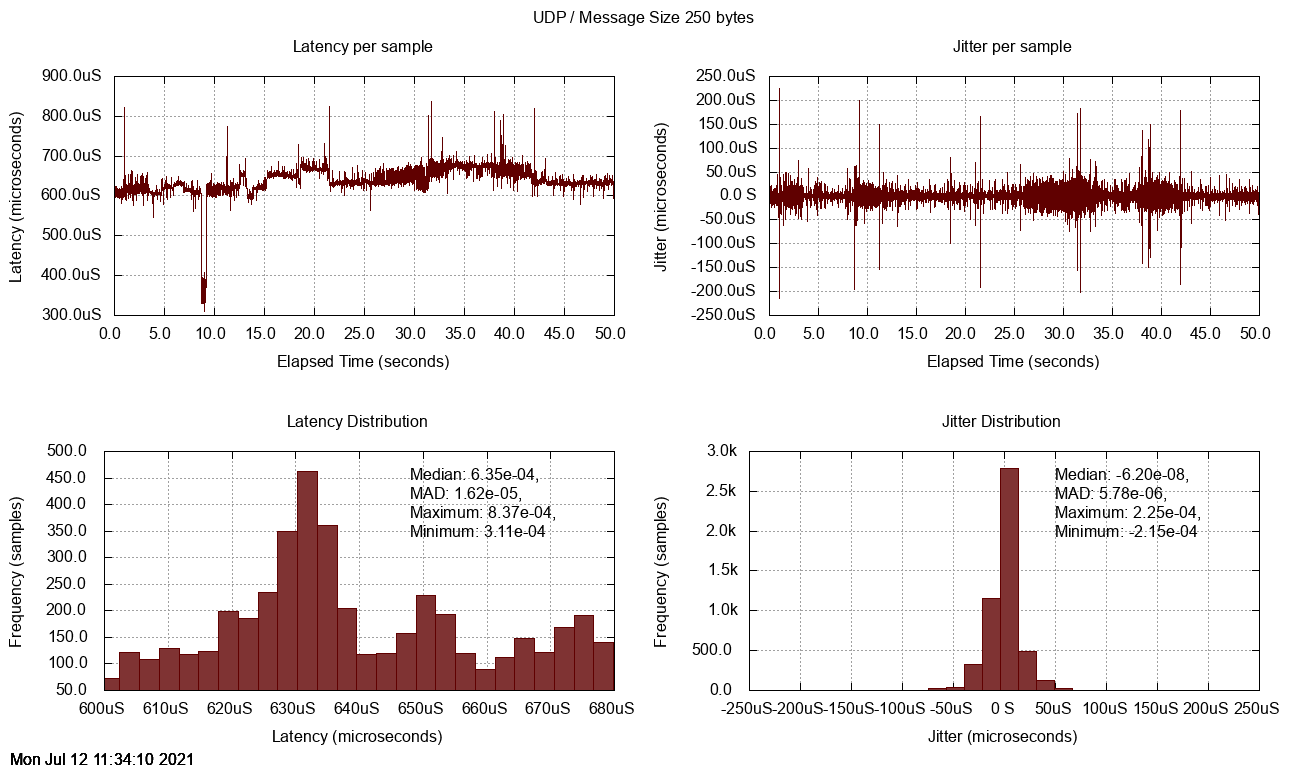 UDP / Message Size 250 bytes
Latency per sample
900.0uS
800.0uS
700.0uS
600.0uS
500.0uS
400.0uS
300.0uS
Latency (microseconds)
0.0 5.0 10.0 15.0 20.0 25.0 30.0 35.0 40.0 45.0 50.0
Elapsed Time (seconds)
Jitter per sample
250.0uS
200.0uS
150.0uS
100.0uS
50.0uS
0.0 S
-50.0uS
-100.0uS
-150.0uS
-200.0uS
-250.0uS
Jitter (microseconds)
0.0 5.0 10.0 15.0 20.0 25.0 30.0 35.0 40.0 45.0 50.0
Elapsed Time (seconds)
Latency Distribution
500.0
450.0
400.0
350.0
300.0
250.0
200.0
150.0
100.0
50.0
Frequency (samples)
Median: 6.35e-04,
MAD: 1.62e-05,
Maximum: 8.37e-04,
Minimum: 3.11e-04
600uS 610uS 620uS 630uS 640uS 650uS 660uS 670uS 680uS
Latency (microseconds)
Jitter Distribution
3.0k
2.5k
2.0k
1.5k
1.0k
500.0
0.0
Frequency (samples)
Median: -6.20e-08,
MAD: 5.78e-06,
Maximum: 2.25e-04,
Minimum: -2.15e-04
-250uS -200uS -150uS -100uS -50uS 0 S 50uS 100uS 150uS 200uS 250uS
Jitter (microseconds)
Mon Jul 12 11:34:10 2021